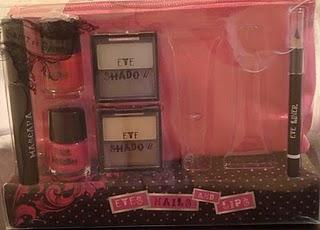 MASCARA
EYE
SHADOW
EYE
SHADOW
EYE LINER
EYES NAILS AND LIPS